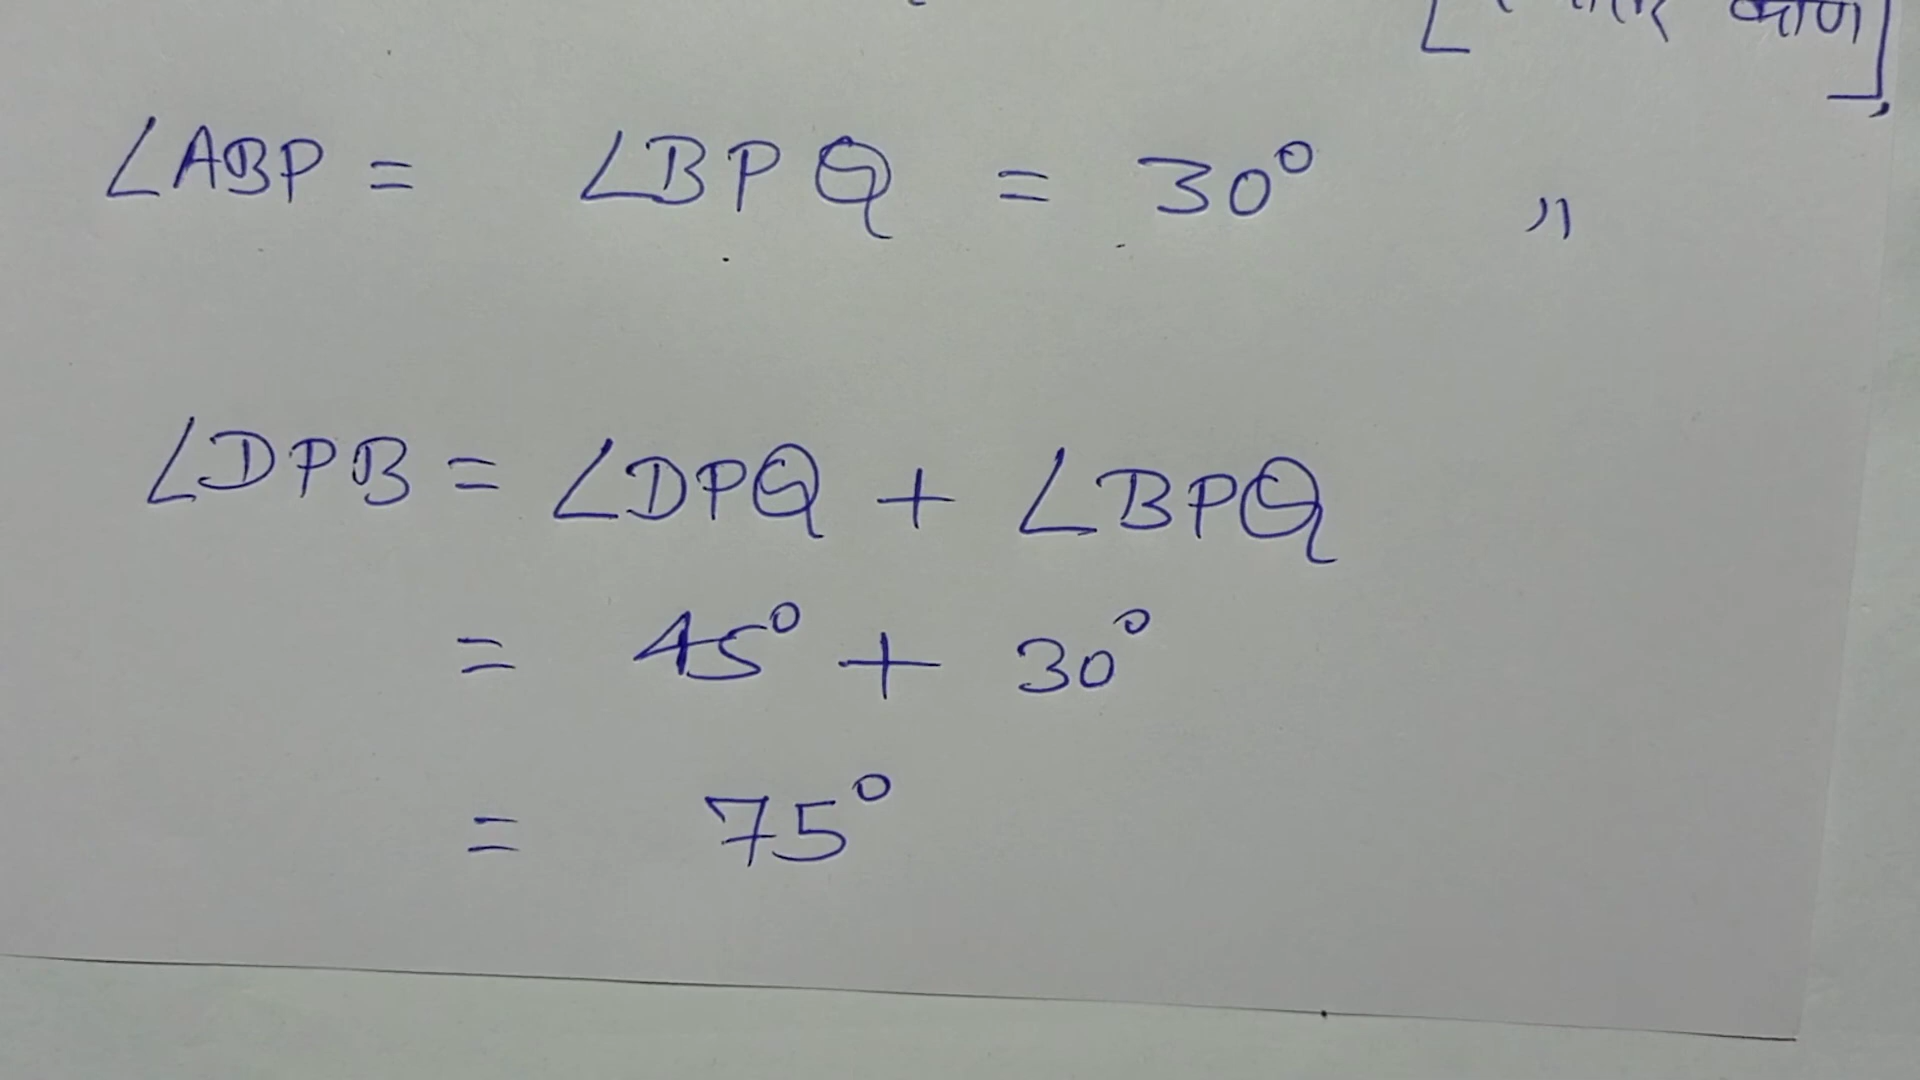 कोण]
∠ABP = ∠BPQ = 30° ,,
∠DPB = ∠DPQ + ∠BPQ
= 45° + 30°
= 75°